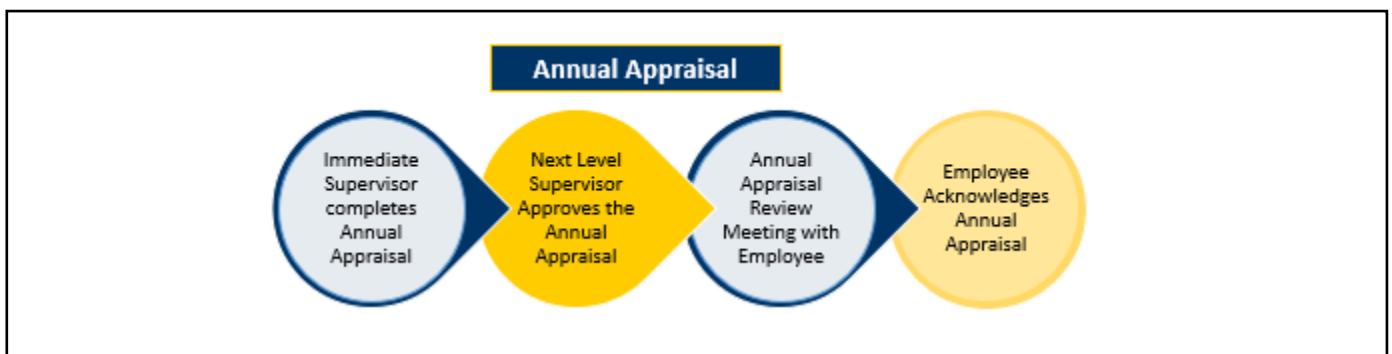 Annual Appraisal
Immediate
Supervisor
completes
Annual
Appraisal
Next Level
Supervisor
Approves the
Annual
Appraisal
Annual
Appraisal
Review
Meeting with
Employee
Employee
Acknowledges
Annual
Appraisal